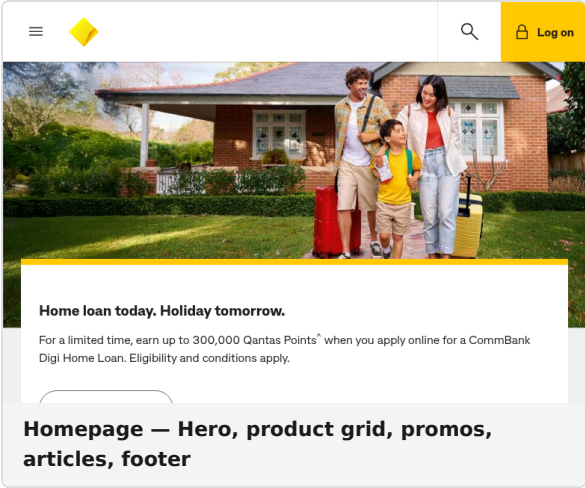 Log on
Home loan today. Holiday tomorrow.
For a limited time, earn up to 300,000 Qantas Points^ when you apply online for a CommBank
Digi Home Loan. Eligibility and conditions apply.
Homepage — Hero, product grid, promos,
articles, footer